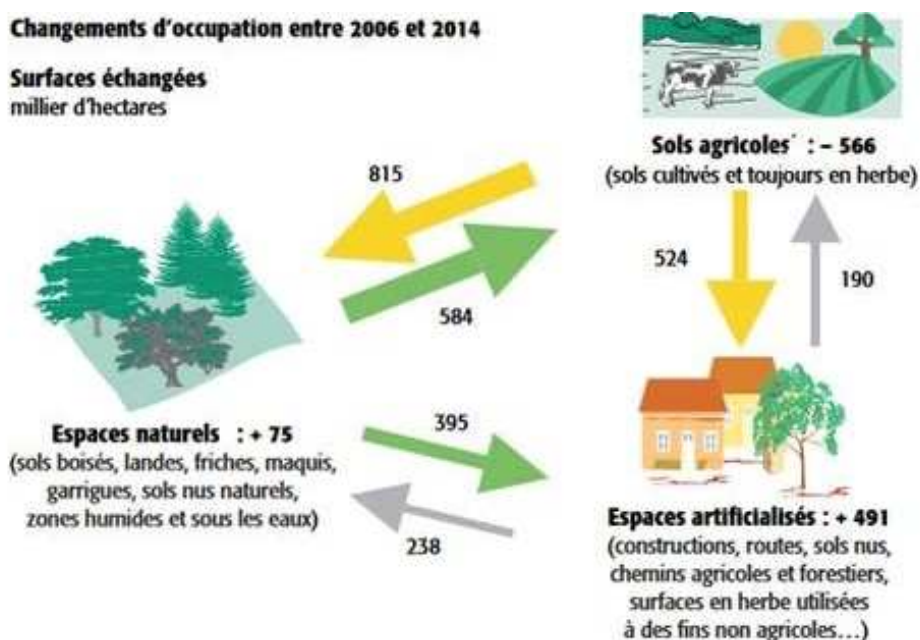 Changements d'occupation entre 2006 et 2014
Surfaces échangées
millier d'hectares
Sols agricoles* : – 566
(sols cultivés et toujours en herbe)
815
584
524
190
Espaces naturels : + 75
(sols boisés, landes, friches, maquis,
garrigues, sols nus naturels,
zones humides et sous les eaux)
395
238
Espaces artificialisés : + 491
(constructions, routes, sols nus,
chemins agricoles et forestiers,
surfaces en herbe utilisées
à des fins non agricoles...)